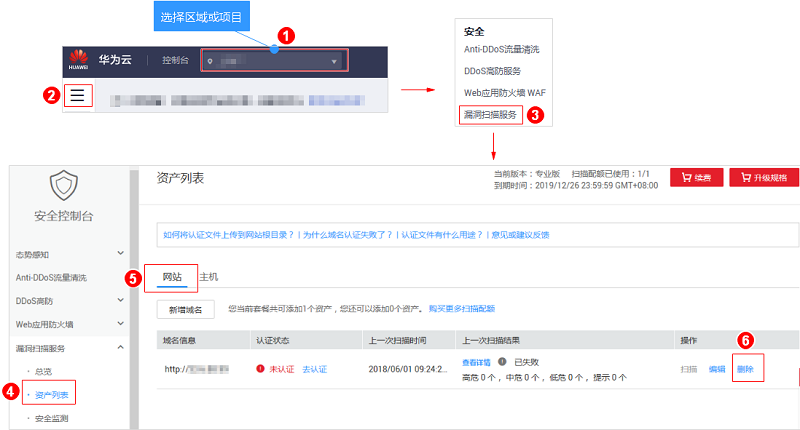 选择区域或项目
1
HUAWEI
华为云
控制台
2
安全
Anti-DDoS流量清洗
DDoS高防服务
Web应用防火墙 WAF
漏洞扫描服务
3
安全控制台
态势感知
Anti-DDoS流量清洗
DDoS高防
Web应用防火墙
漏洞扫描服务
总览
4
资产列表
安全监测
资产列表
当前版本：专业版 扫描配额已使用：1/1
到期时间：2019/12/26 23:59:59 GMT+08:00
续费
升级规格
如何将认证文件上传到网站根目录？ | 为什么域名认证失败了？ | 认证文件有什么用途？ | 意见或建议反馈
5
网站 主机
新增域名 您当前套餐共可添加1个资产，您还可以添加0个资产。 购买更多扫描配额
6
域名信息 认证状态 上一次扫描时间 上一次扫描结果 操作
http:// 未认证 去认证 2018/06/01 09:24:2... 查看详情 已失败 扫描 编辑 删除
高危 0 个 ，中危 0 个 ，低危 0 个 ，提示 0 个